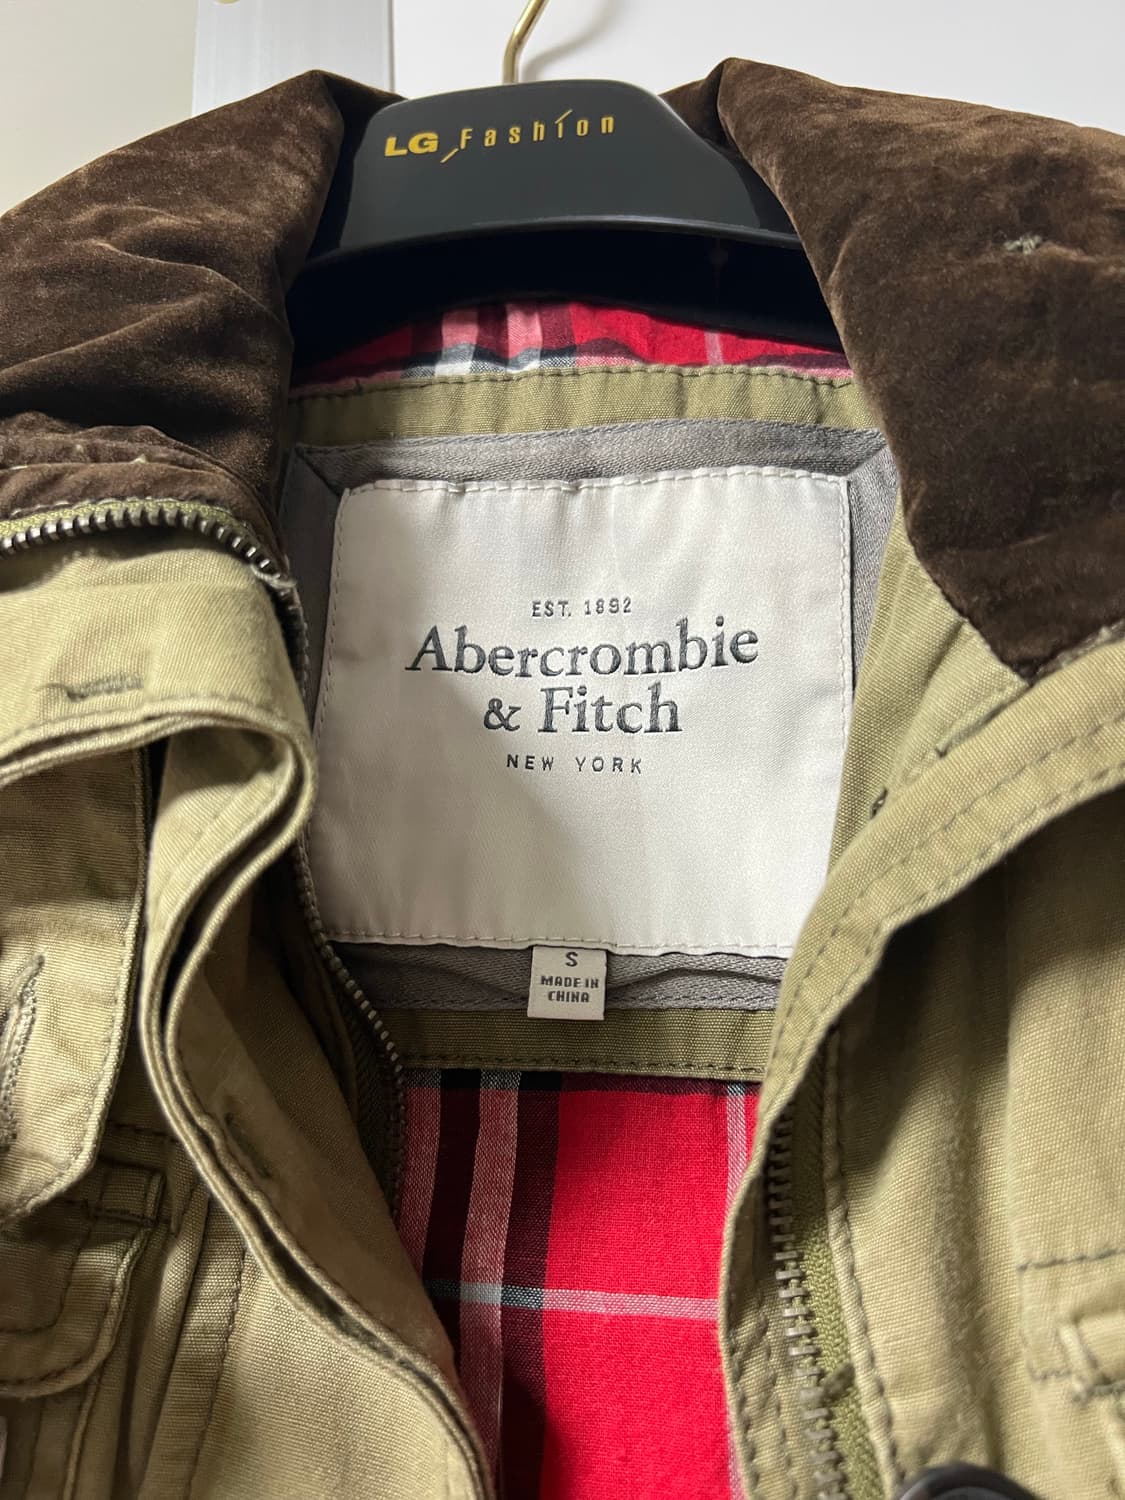 LG Fashion
EST. 1892
Abercrombie
& Fitch
NEW YORK
S
MADE IN
CHINA